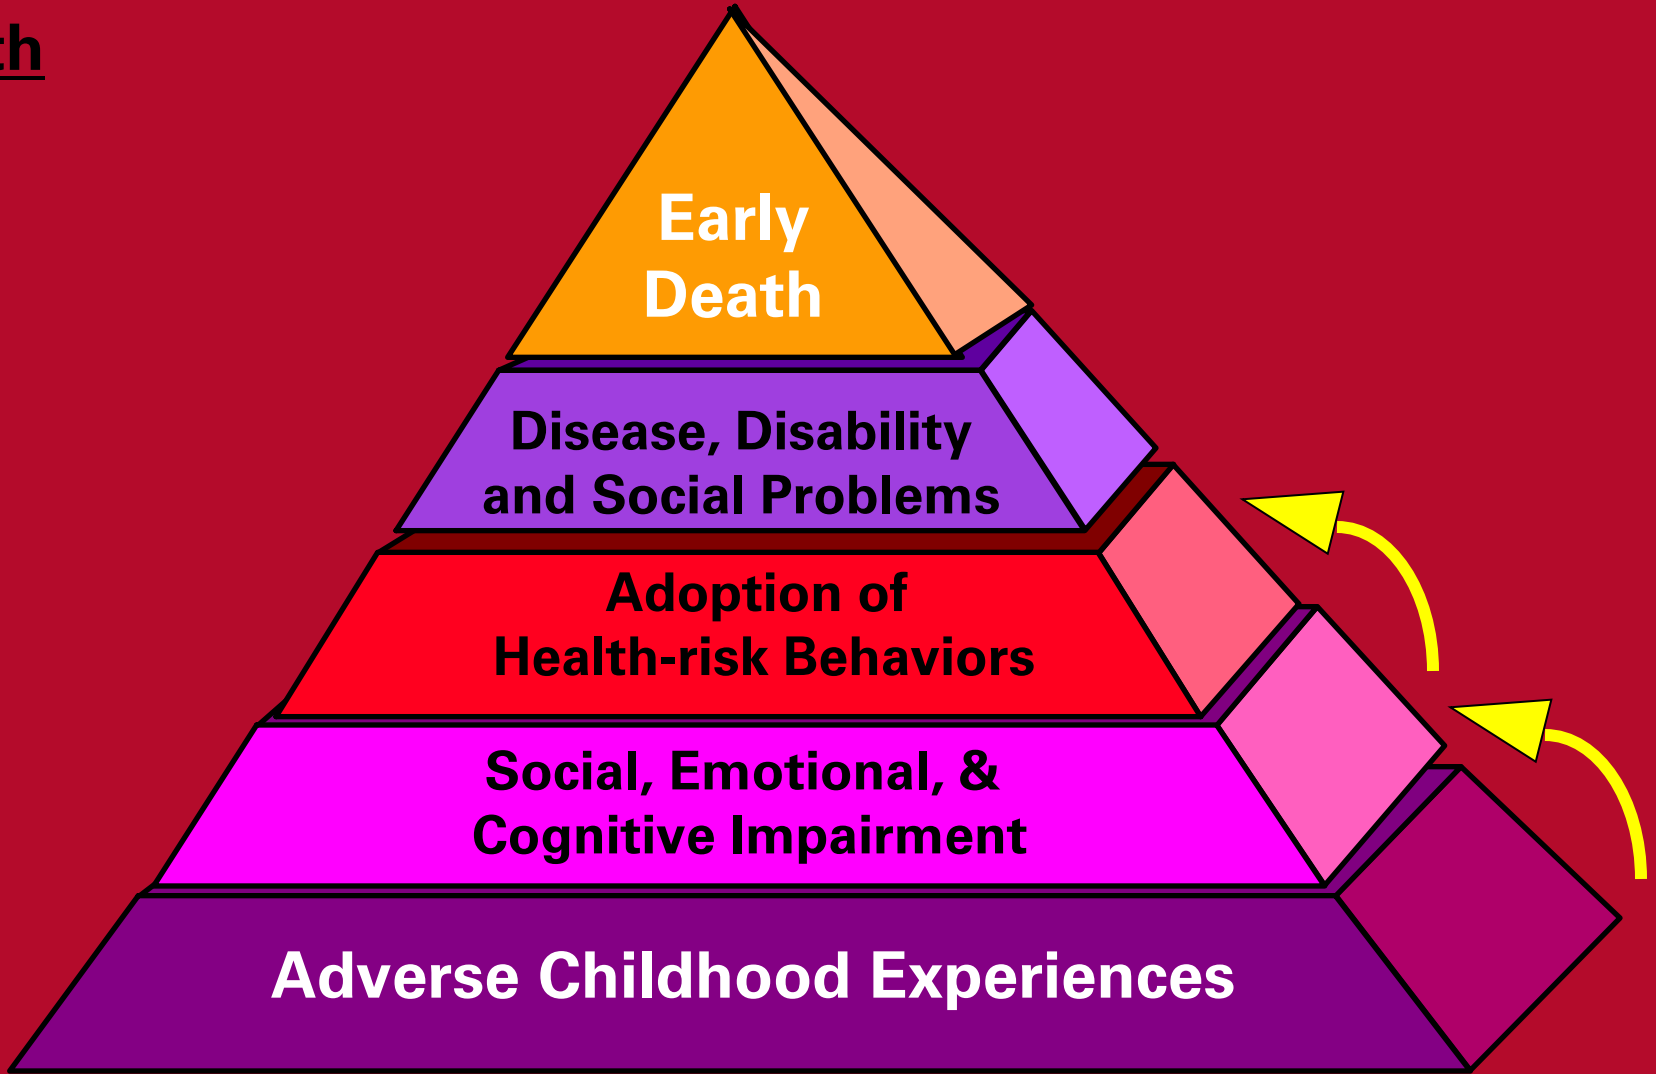 Early
Death
Disease, Disability
and Social Problems
Adoption of
Health-risk Behaviors
Social, Emotional, &
Cognitive Impairment
Adverse Childhood Experiences